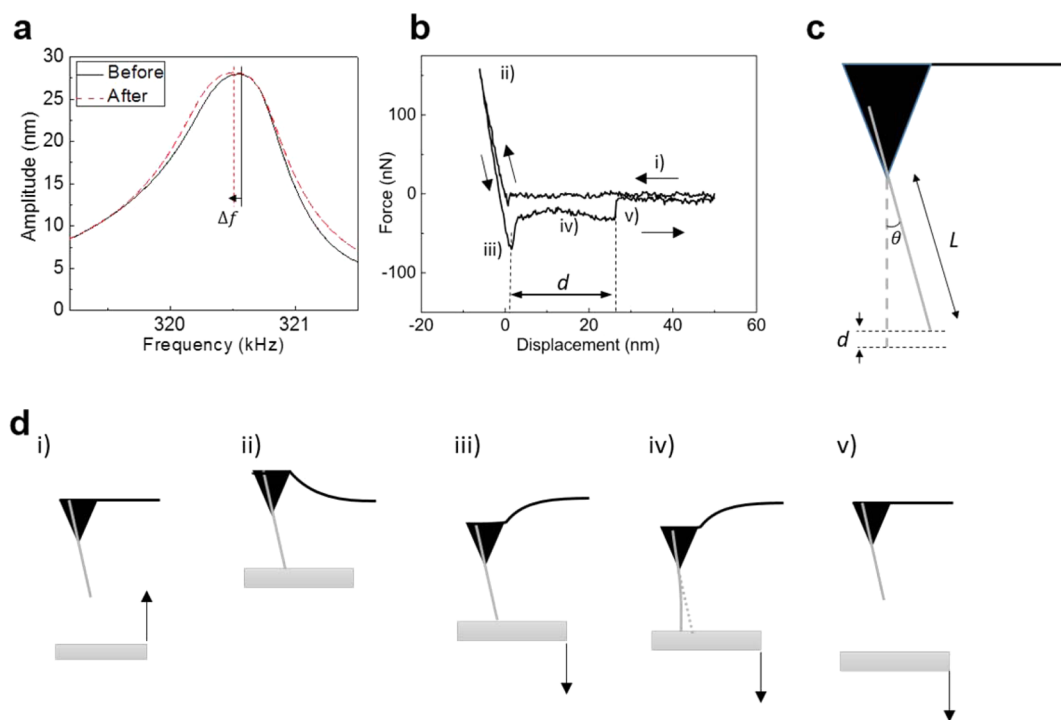 a
30
25
20
15
10
5
0
Amplitude (nm)
Before
After
Δf
320
321
Frequency (kHz)
b
100
0
-100
Force (nN)
ii)
i)
iii)
iv)
v)
d
-20
0
20
40
60
Displacement (nm)
c
θ
L
d
d
i)
ii)
iii)
iv)
v)